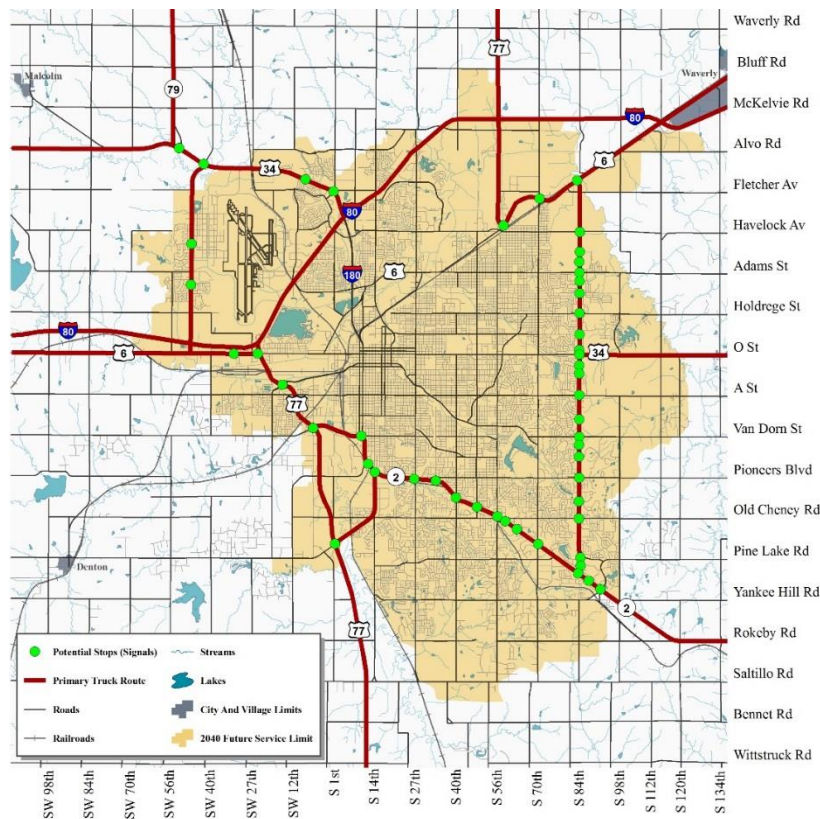 Waverly Rd
77
Bluff Rd
Malcolm
Waverly
79
McKelvie Rd
80
Alvo Rd
6
34
Fletcher Av
80
Havelock Av
180
6
Adams St
Holdrege St
80
6
O St
34
A St
77
Van Dorn St
Pioneers Blvd
2
Old Cheney Rd
Pine Lake Rd
Denton
Yankee Hill Rd
2
77
Rokeby Rd
Potential Stops (Signals)
Streams
Primary Truck Route
Lakes
Saltillo Rd
Roads
City And Village Limits
Bennet Rd
Railroads
2040 Future Service Limit
Wittstruck Rd
SW 98th
SW 84th
SW 70th
SW 56th
SW 40th
SW 27th
SW 12th
S 1st
S 14th
S 27th
S 40th
S 56th
S 70th
S 84th
S 98th
S 112th
S 120th
S 134th